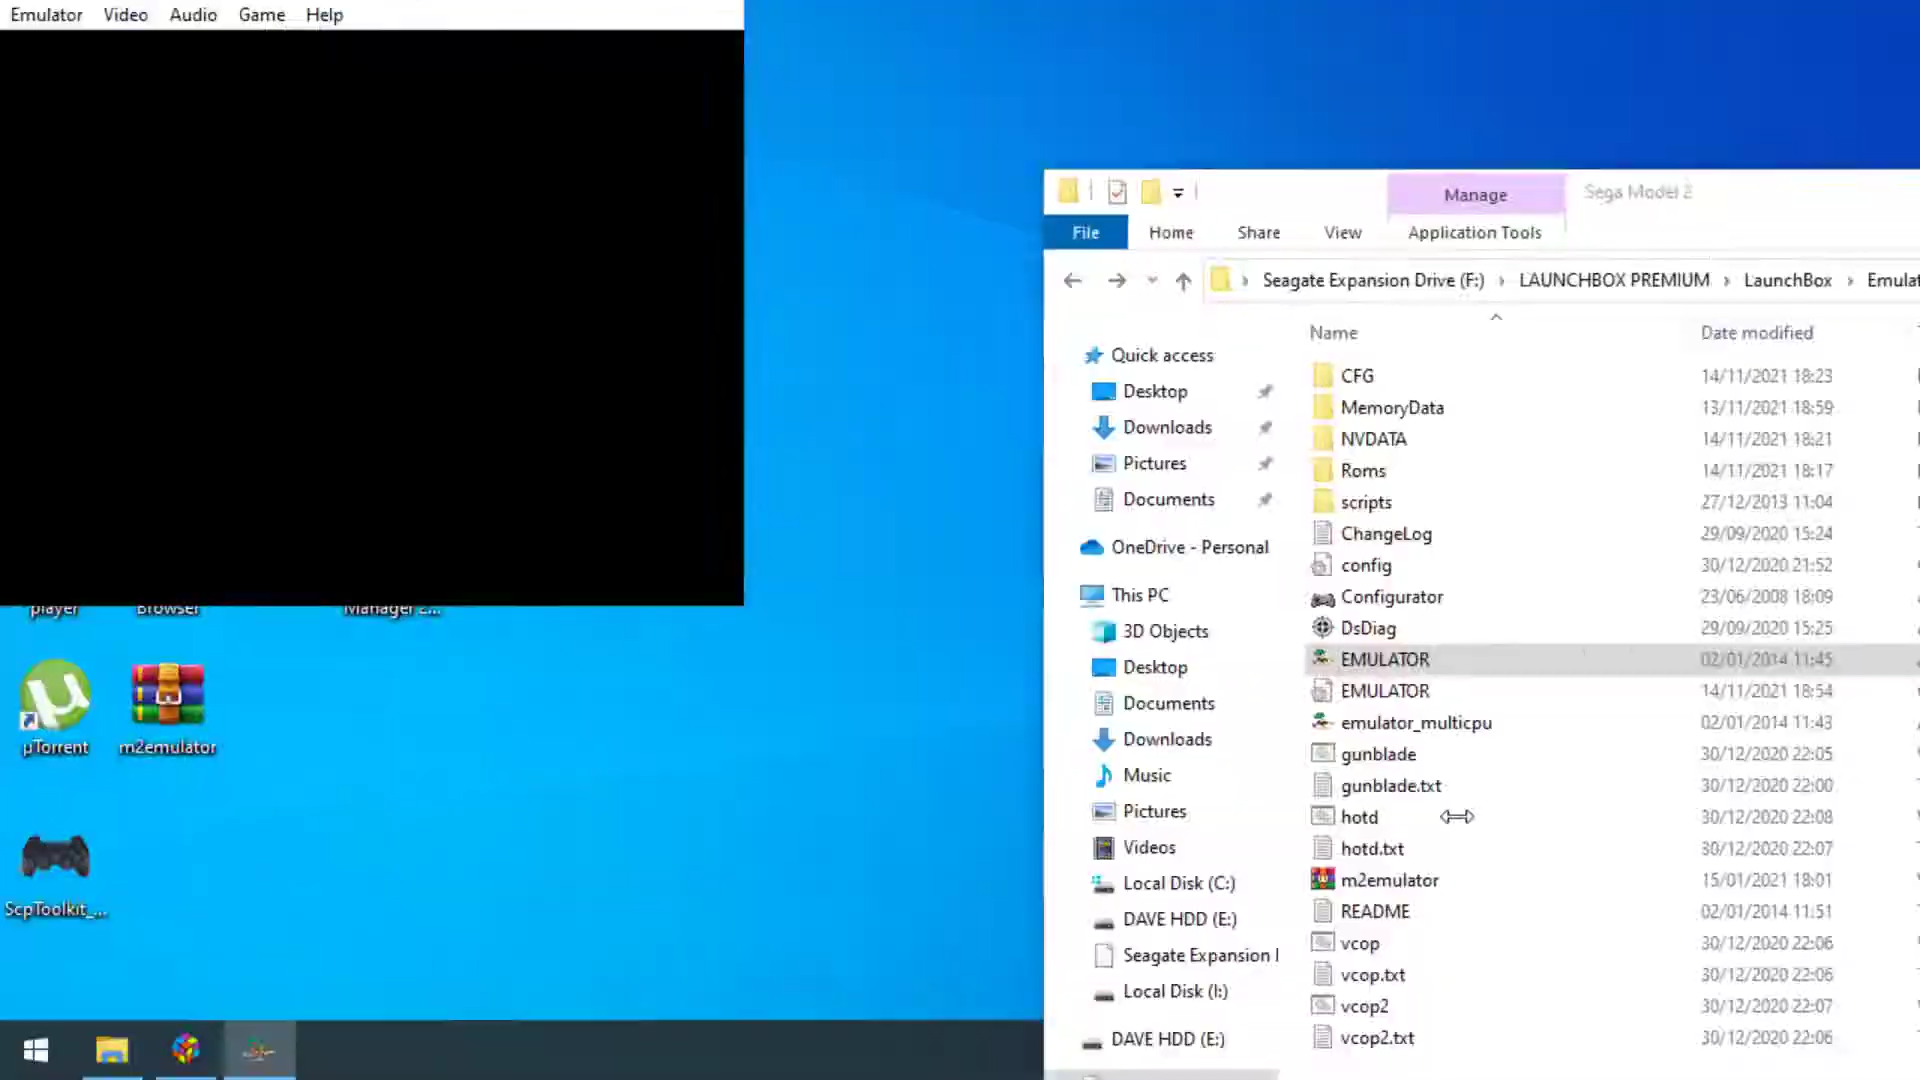 Emulator Video Audio Game Help
player Browser Manager 2...
µTorrent m2emulator
ScpToolkit_...
Manage Sega Model 2
File Home Share View Application Tools
Seagate Expansion Drive (F:) › LAUNCHBOX PREMIUM › LaunchBox › Emulat
Name Date modified
Quick access
Desktop
Downloads
Pictures
Documents
OneDrive - Personal
This PC
3D Objects
Desktop
Documents
Downloads
Music
Pictures
Videos
Local Disk (C:)
DAVE HDD (E:)
Seagate Expansion
Local Disk (I:)
DAVE HDD (E:)
CFG 14/11/2021 18:23
MemoryData 13/11/2021 18:59
NVDATA 14/11/2021 18:21
Roms 14/11/2021 18:17
scripts 27/12/2013 11:04
ChangeLog 29/09/2020 15:24
config 30/12/2020 21:52
Configurator 23/06/2008 18:09
DsDiag 29/09/2020 15:25
EMULATOR 02/01/2014 11:45
EMULATOR 14/11/2021 18:54
emulator_multicpu 02/01/2014 11:43
gunblade 30/12/2020 22:05
gunblade.txt 30/12/2020 22:00
hotd 30/12/2020 22:08
hotd.txt 30/12/2020 22:07
m2emulator 15/01/2021 18:01
README 02/01/2014 11:51
vcop 30/12/2020 22:06
vcop.txt 30/12/2020 22:06
vcop2 30/12/2020 22:07
vcop2.txt 30/12/2020 22:06